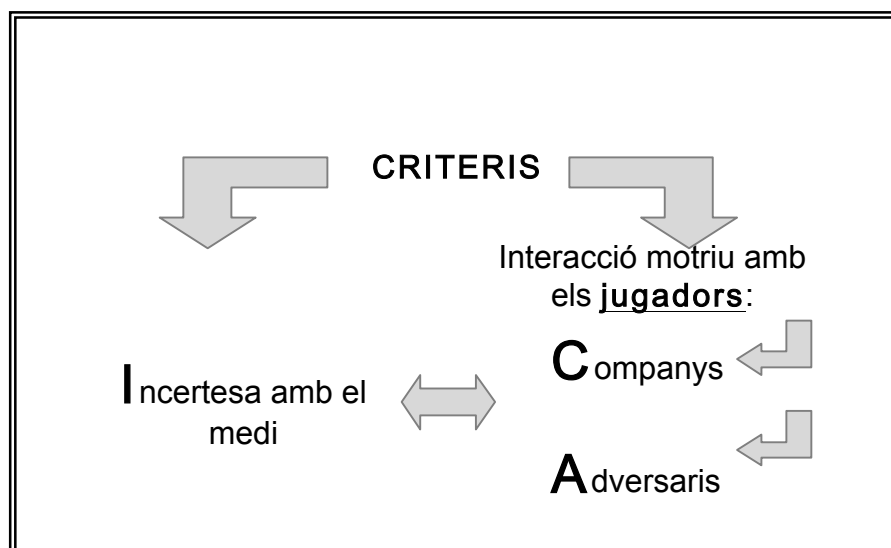 CRITERIS
Interacció motriu amb
els jugadors:
Companys
Incertesa amb el
medi
Adversaris